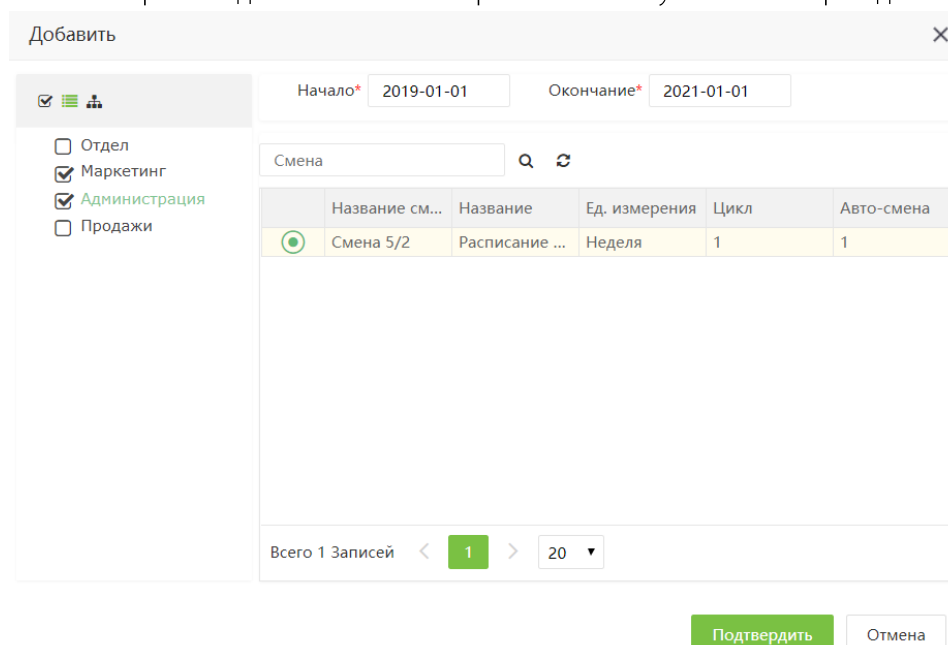 Добавить
Начало* 2019-01-01 Окончание* 2021-01-01
Отдел
Маркетинг
Администрация
Продажи
Смена
Название см... Название Ед. измерения Цикл Авто-смена
Смена 5/2 Расписание ... Неделя 1 1
Всего 1 Записей < 1 > 20
Подтвердить Отмена